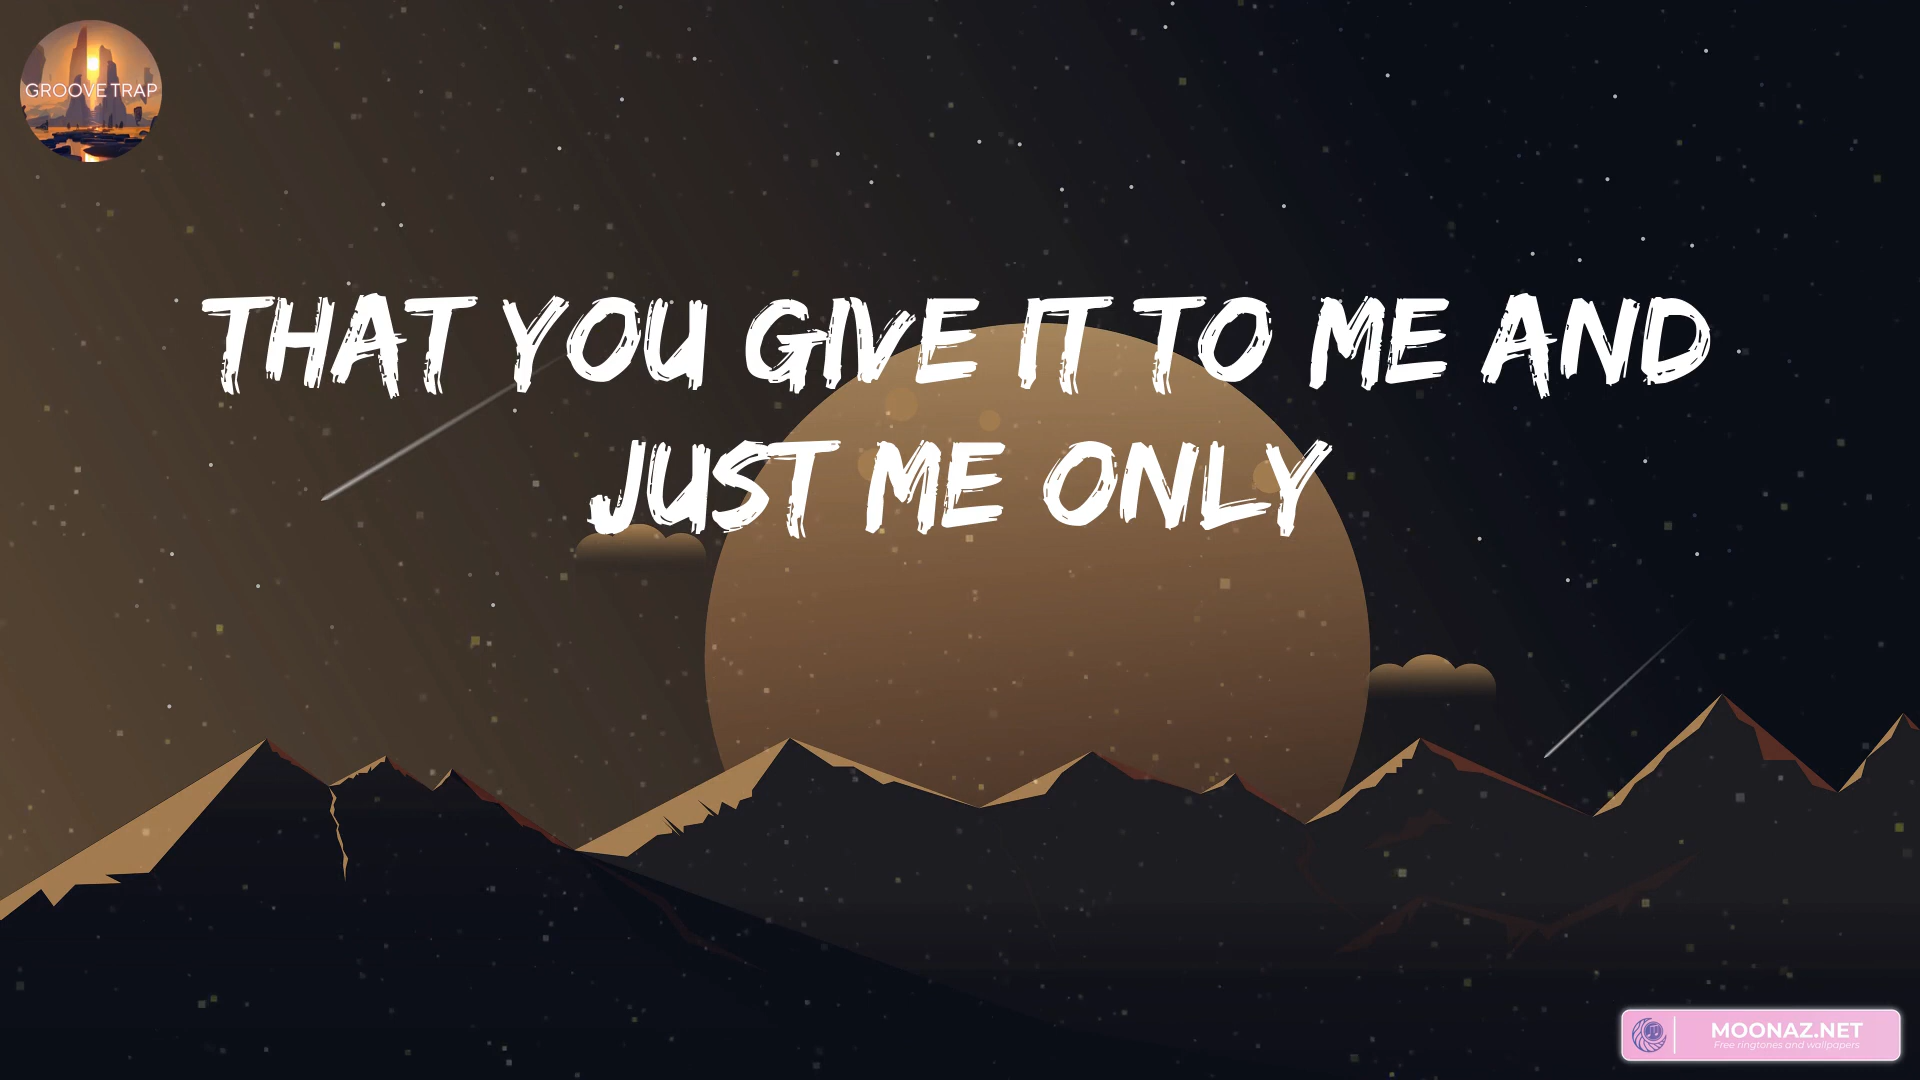 GROOVE TRAP
THAT YOU GIVE IT TO ME AND
JUST ME ONLY
MOONAZ.NET
Free ringtones and wallpapers